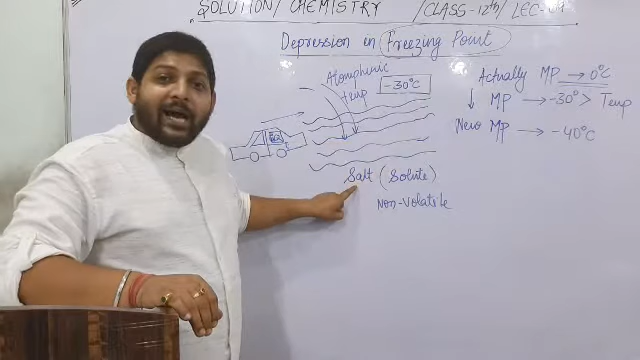 SOLUTION/ CHEMISTRY /CLASS-12th/ LEC-
Depression in Freezing Point
Atomphuric Temp -30°C
Actually MP → 0°C
↓ MP → -30° > Temp
New MP → -40°C
Salt (Solute)
Non-Volatile